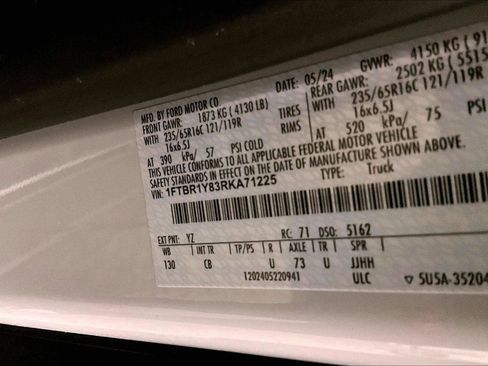 MFD. BY FORD MOTOR CO
DATE: 05/24
GVWR: 4150 KG
FRONT GAWR: 1873 KG (4130 LB)
REAR GAWR: 2502 KG (5515
WITH 235/65R16C 121/119R TIRES WITH 235/65R16C 121/119R
16x6.5J RIMS 16x6.5J
AT 390 kPa/ 57 PSI COLD AT 520 kPa/ 75 PSI
CONFORMS TO ALL APPLICABLE FEDERAL MOTOR VEHICLE
SAFETY STANDARDS IN EFFECT ON THE DATE OF MANUFACTURE SHOWN ABOVE.
VIN: 1FTBR1Y83RKA71225
TYPE: Truck
EXT PNT: YZ RC: 71 DSO: 5162
WB INT TR TP/PS R AXLE TR SPR
130 CB U 73 U JJHH
1202405220941 ULC ▽ 5U5A-35204